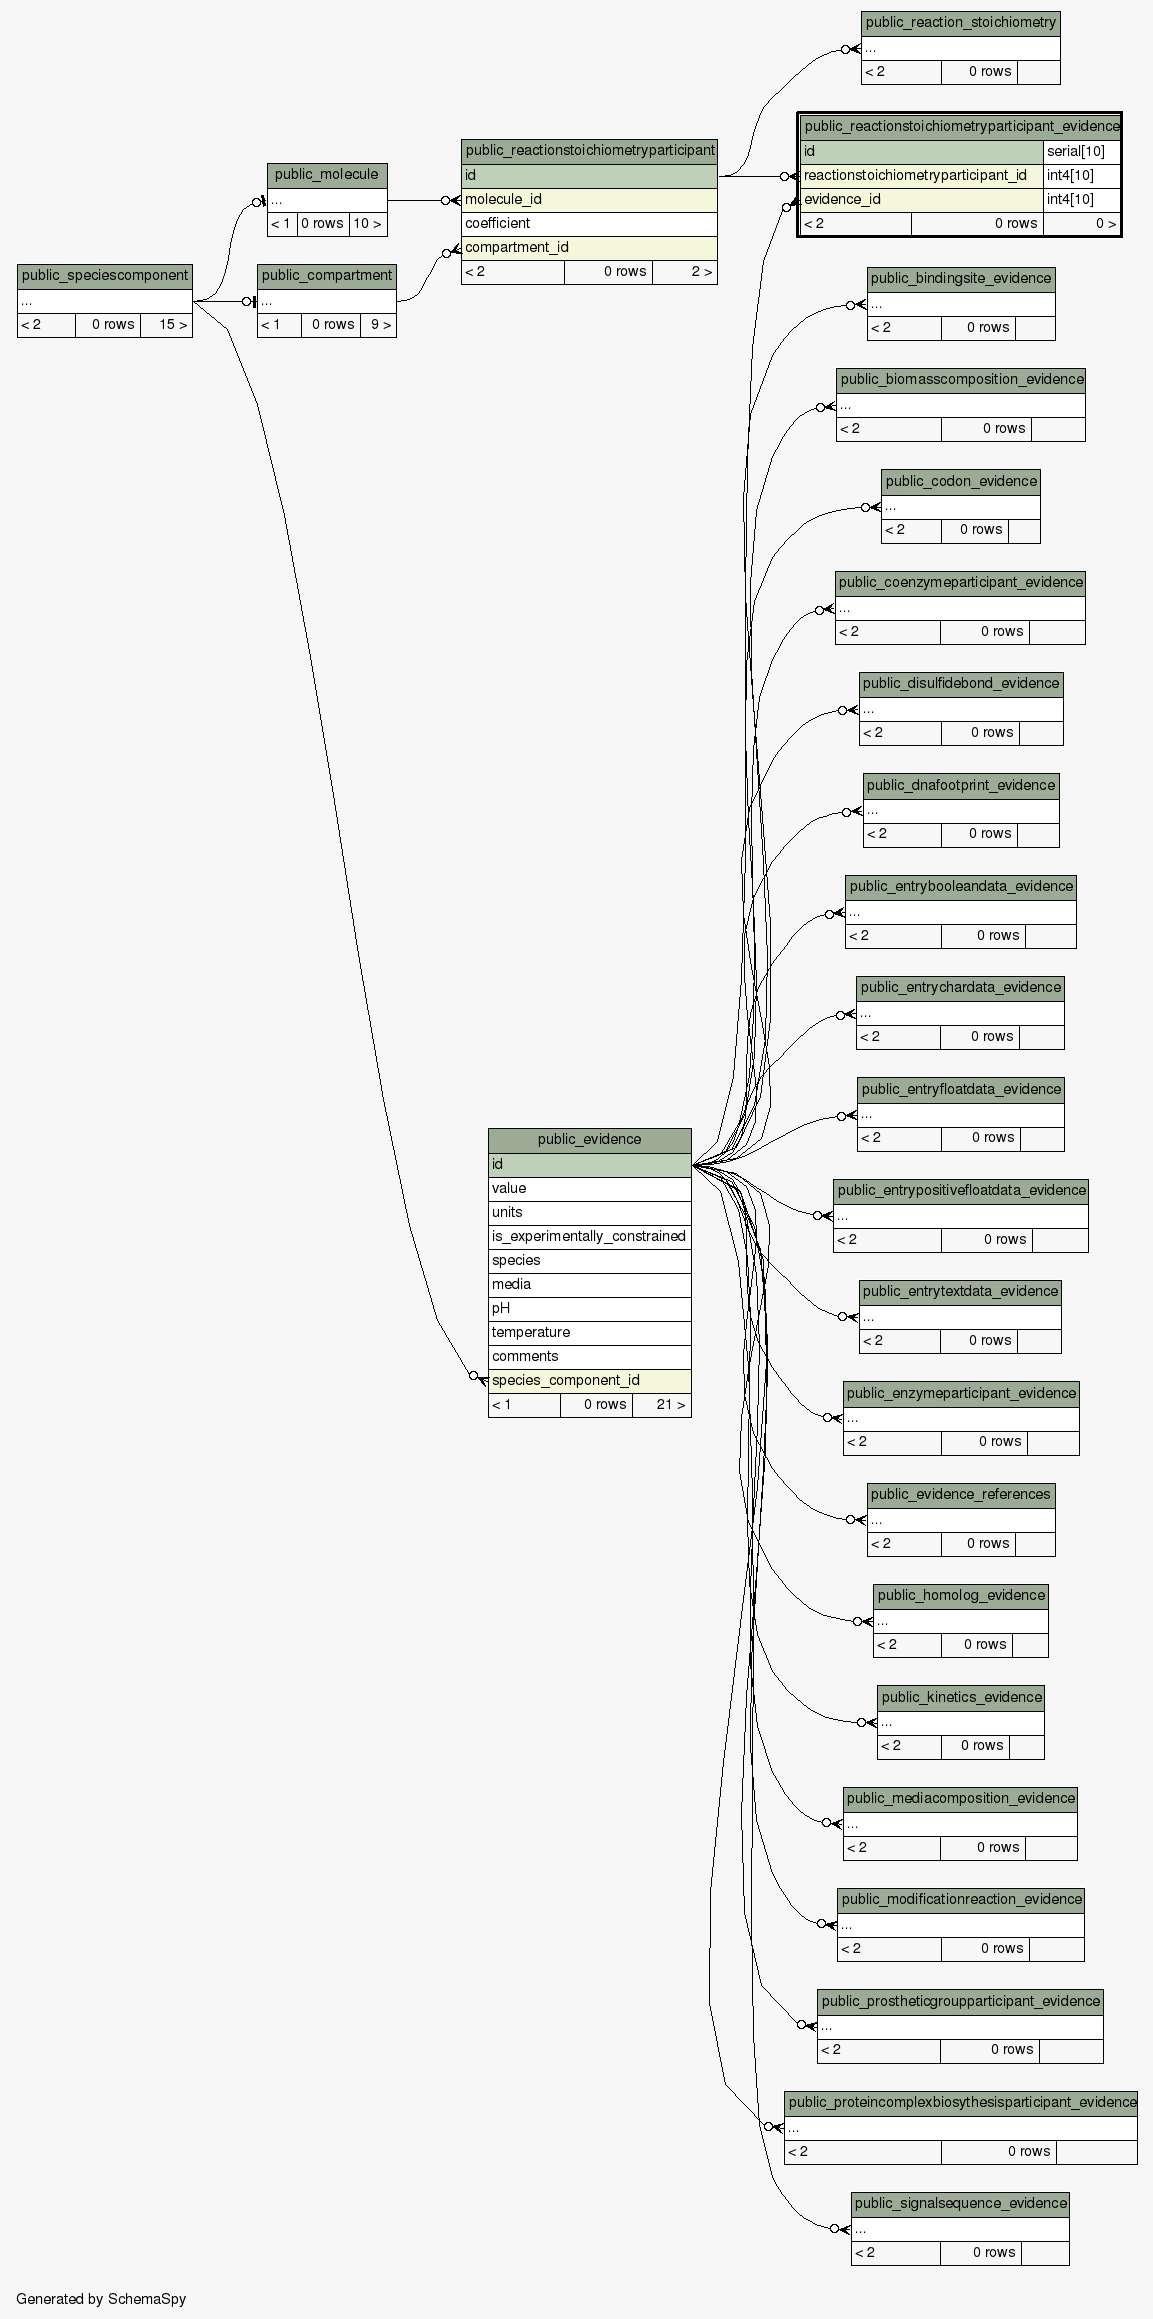 public_reaction_stoichiometry
...
< 2 0 rows
public_reactionstoichiometryparticipant_evidence
id serial[10]
reactionstoichiometryparticipant_id int4[10]
evidence_id int4[10]
< 2 0 rows 0 >
public_reactionstoichiometryparticipant
id
molecule_id
coefficient
compartment_id
< 2 0 rows 2 >
public_molecule
...
< 1 0 rows 10 >
public_speciescomponent
...
< 2 0 rows 15 >
public_compartment
...
< 1 0 rows 9 >
public_bindingsite_evidence
...
< 2 0 rows
public_biomasscomposition_evidence
...
< 2 0 rows
public_codon_evidence
...
< 2 0 rows
public_coenzymeparticipant_evidence
...
< 2 0 rows
public_disulfidebond_evidence
...
< 2 0 rows
public_dnafootprint_evidence
...
< 2 0 rows
public_entrybooleandata_evidence
...
< 2 0 rows
public_entrychardata_evidence
...
< 2 0 rows
public_entryfloatdata_evidence
...
< 2 0 rows
public_evidence
id
value
units
is_experimentally_constrained
species
media
pH
temperature
comments
species_component_id
< 1 0 rows 21 >
public_entrypositivefloatdata_evidence
...
< 2 0 rows
public_entrytextdata_evidence
...
< 2 0 rows
public_enzymeparticipant_evidence
...
< 2 0 rows
public_evidence_references
...
< 2 0 rows
public_homolog_evidence
...
< 2 0 rows
public_kinetics_evidence
...
< 2 0 rows
public_mediacomposition_evidence
...
< 2 0 rows
public_modificationreaction_evidence
...
< 2 0 rows
public_prostheticgroupparticipant_evidence
...
< 2 0 rows
public_proteincomplexbiosythesisparticipant_evidence
...
< 2 0 rows
public_signalsequence_evidence
...
< 2 0 rows
Generated by SchemaSpy